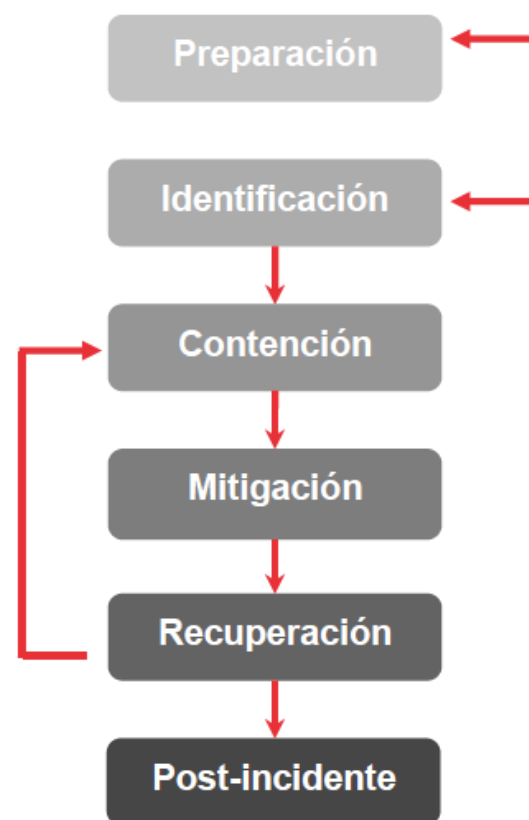 Preparación
Identificación
Contención
Mitigación
Recuperación
Post-incidente